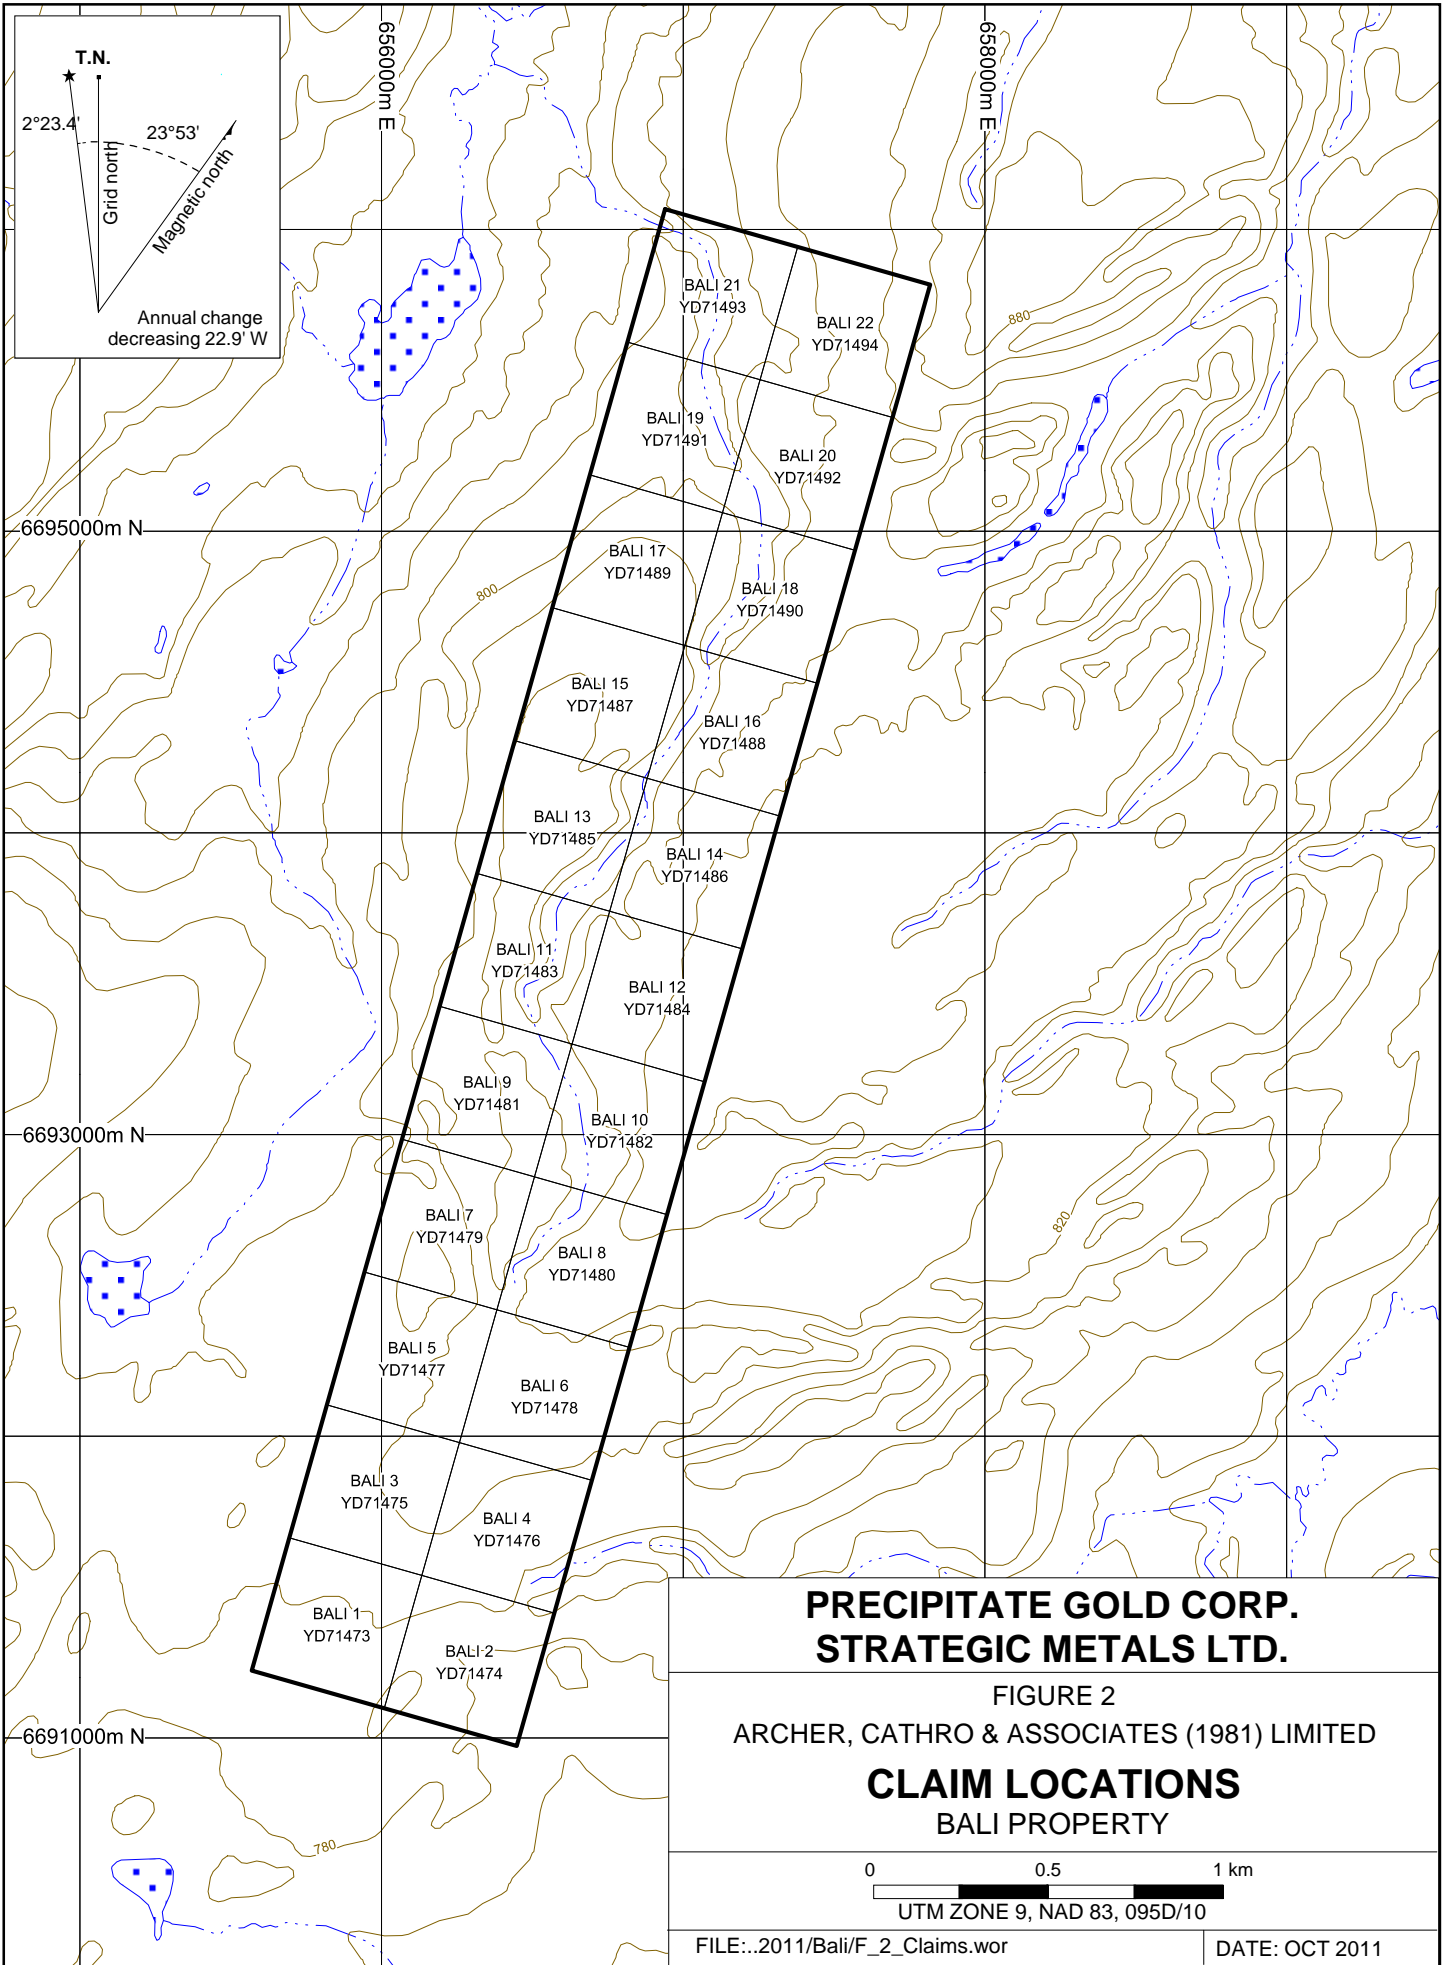 T.N.
2°23.4'
23°53'
Grid north
Magnetic north
Annual change
decreasing 22.9' W
656000m E
658000m E
6695000m N
6693000m N
6691000m N
880
800
820
780
BALI 21
YD71493
BALI 22
YD71494
BALI 19
YD71491
BALI 20
YD71492
BALI 17
YD71489
BALI 18
YD71490
BALI 15
YD71487
BALI 16
YD71488
BALI 13
YD71485
BALI 14
YD71486
BALI 11
YD71483
BALI 12
YD71484
BALI 9
YD71481
BALI 10
YD71482
BALI 7
YD71479
BALI 8
YD71480
BALI 5
YD71477
BALI 6
YD71478
BALI 3
YD71475
BALI 4
YD71476
BALI 1
YD71473
BALI 2
YD71474
PRECIPITATE GOLD CORP.
STRATEGIC METALS LTD.
FIGURE 2
ARCHER, CATHRO & ASSOCIATES (1981) LIMITED
CLAIM LOCATIONS
BALI PROPERTY
0 0.5 1 km
UTM ZONE 9, NAD 83, 095D/10
FILE:..2011/Bali/F_2_Claims.wor
DATE: OCT 2011